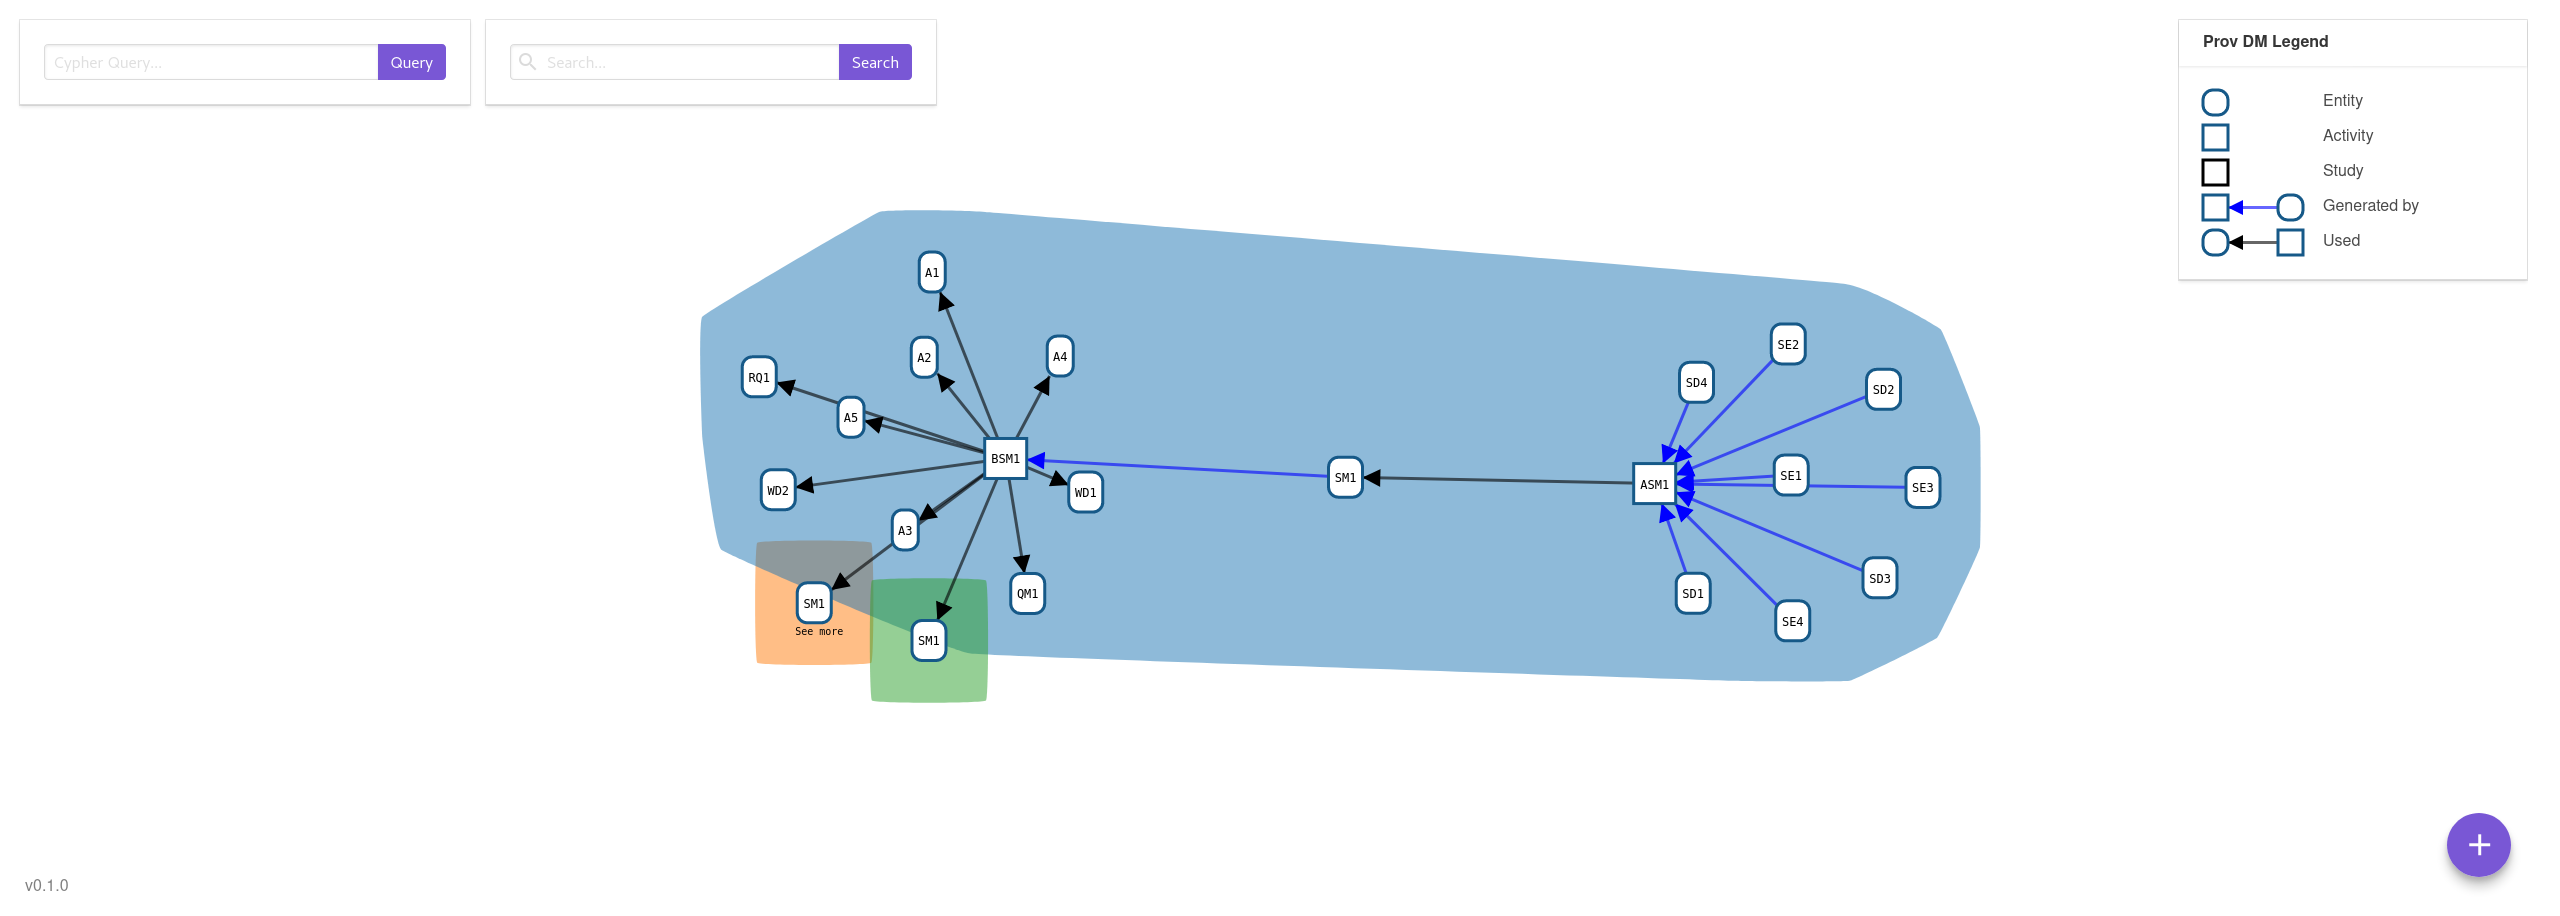 Cypher Query...
Query
Search...
Search
Prov DM Legend
Entity
Activity
Study
Generated by
Used
A1
A2
A4
RQ1
A5
BSM1
WD2
WD1
A3
SM1
See more
SM1
QM1
SM1
ASM1
SD4
SE2
SD2
SE1
SE3
SD3
SD1
SE4
v0.1.0